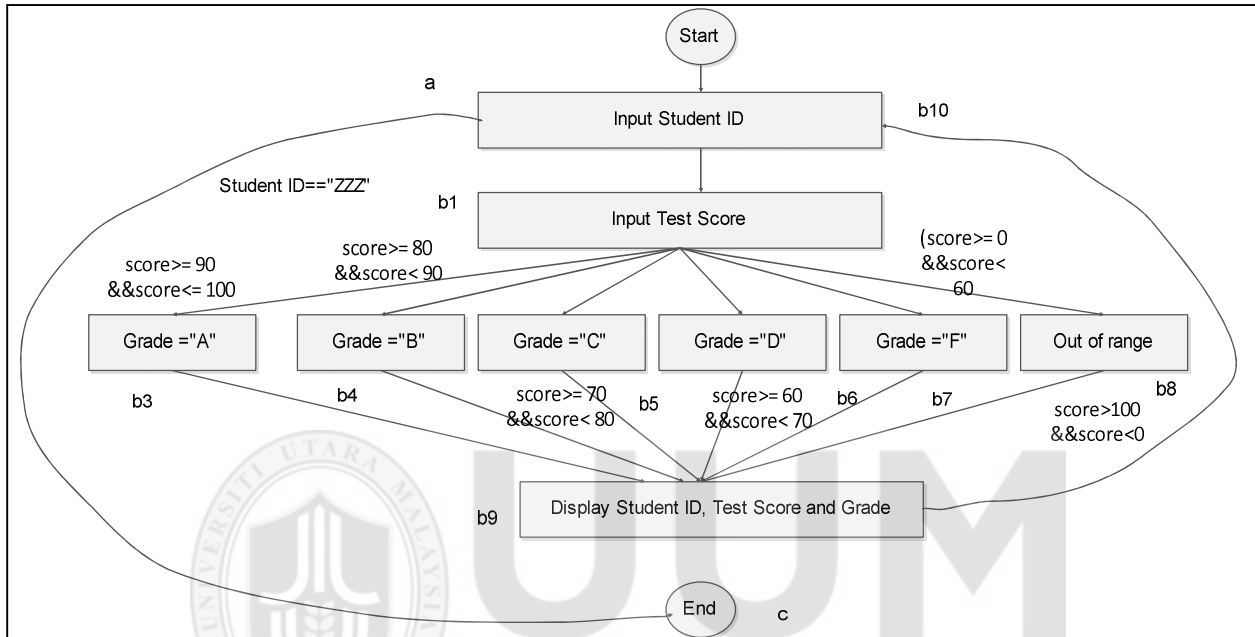 Start
a
Input Student ID
b10
Student ID=="ZZZ"
b1
Input Test Score
score>= 90
&&score<= 100
score>= 80
&&score< 90
(score>= 0
&&score<
60
Grade ="A"
Grade ="B"
Grade ="C"
Grade ="D"
Grade ="F"
Out of range
b3
b4
score>= 70
&&score< 80
b5
score>= 60
&&score< 70
b6
b7
b8
score>100
&&score<0
b9
Display Student ID, Test Score and Grade
End
c
UNIVERSITI UTARA MALAYSIA
UUM